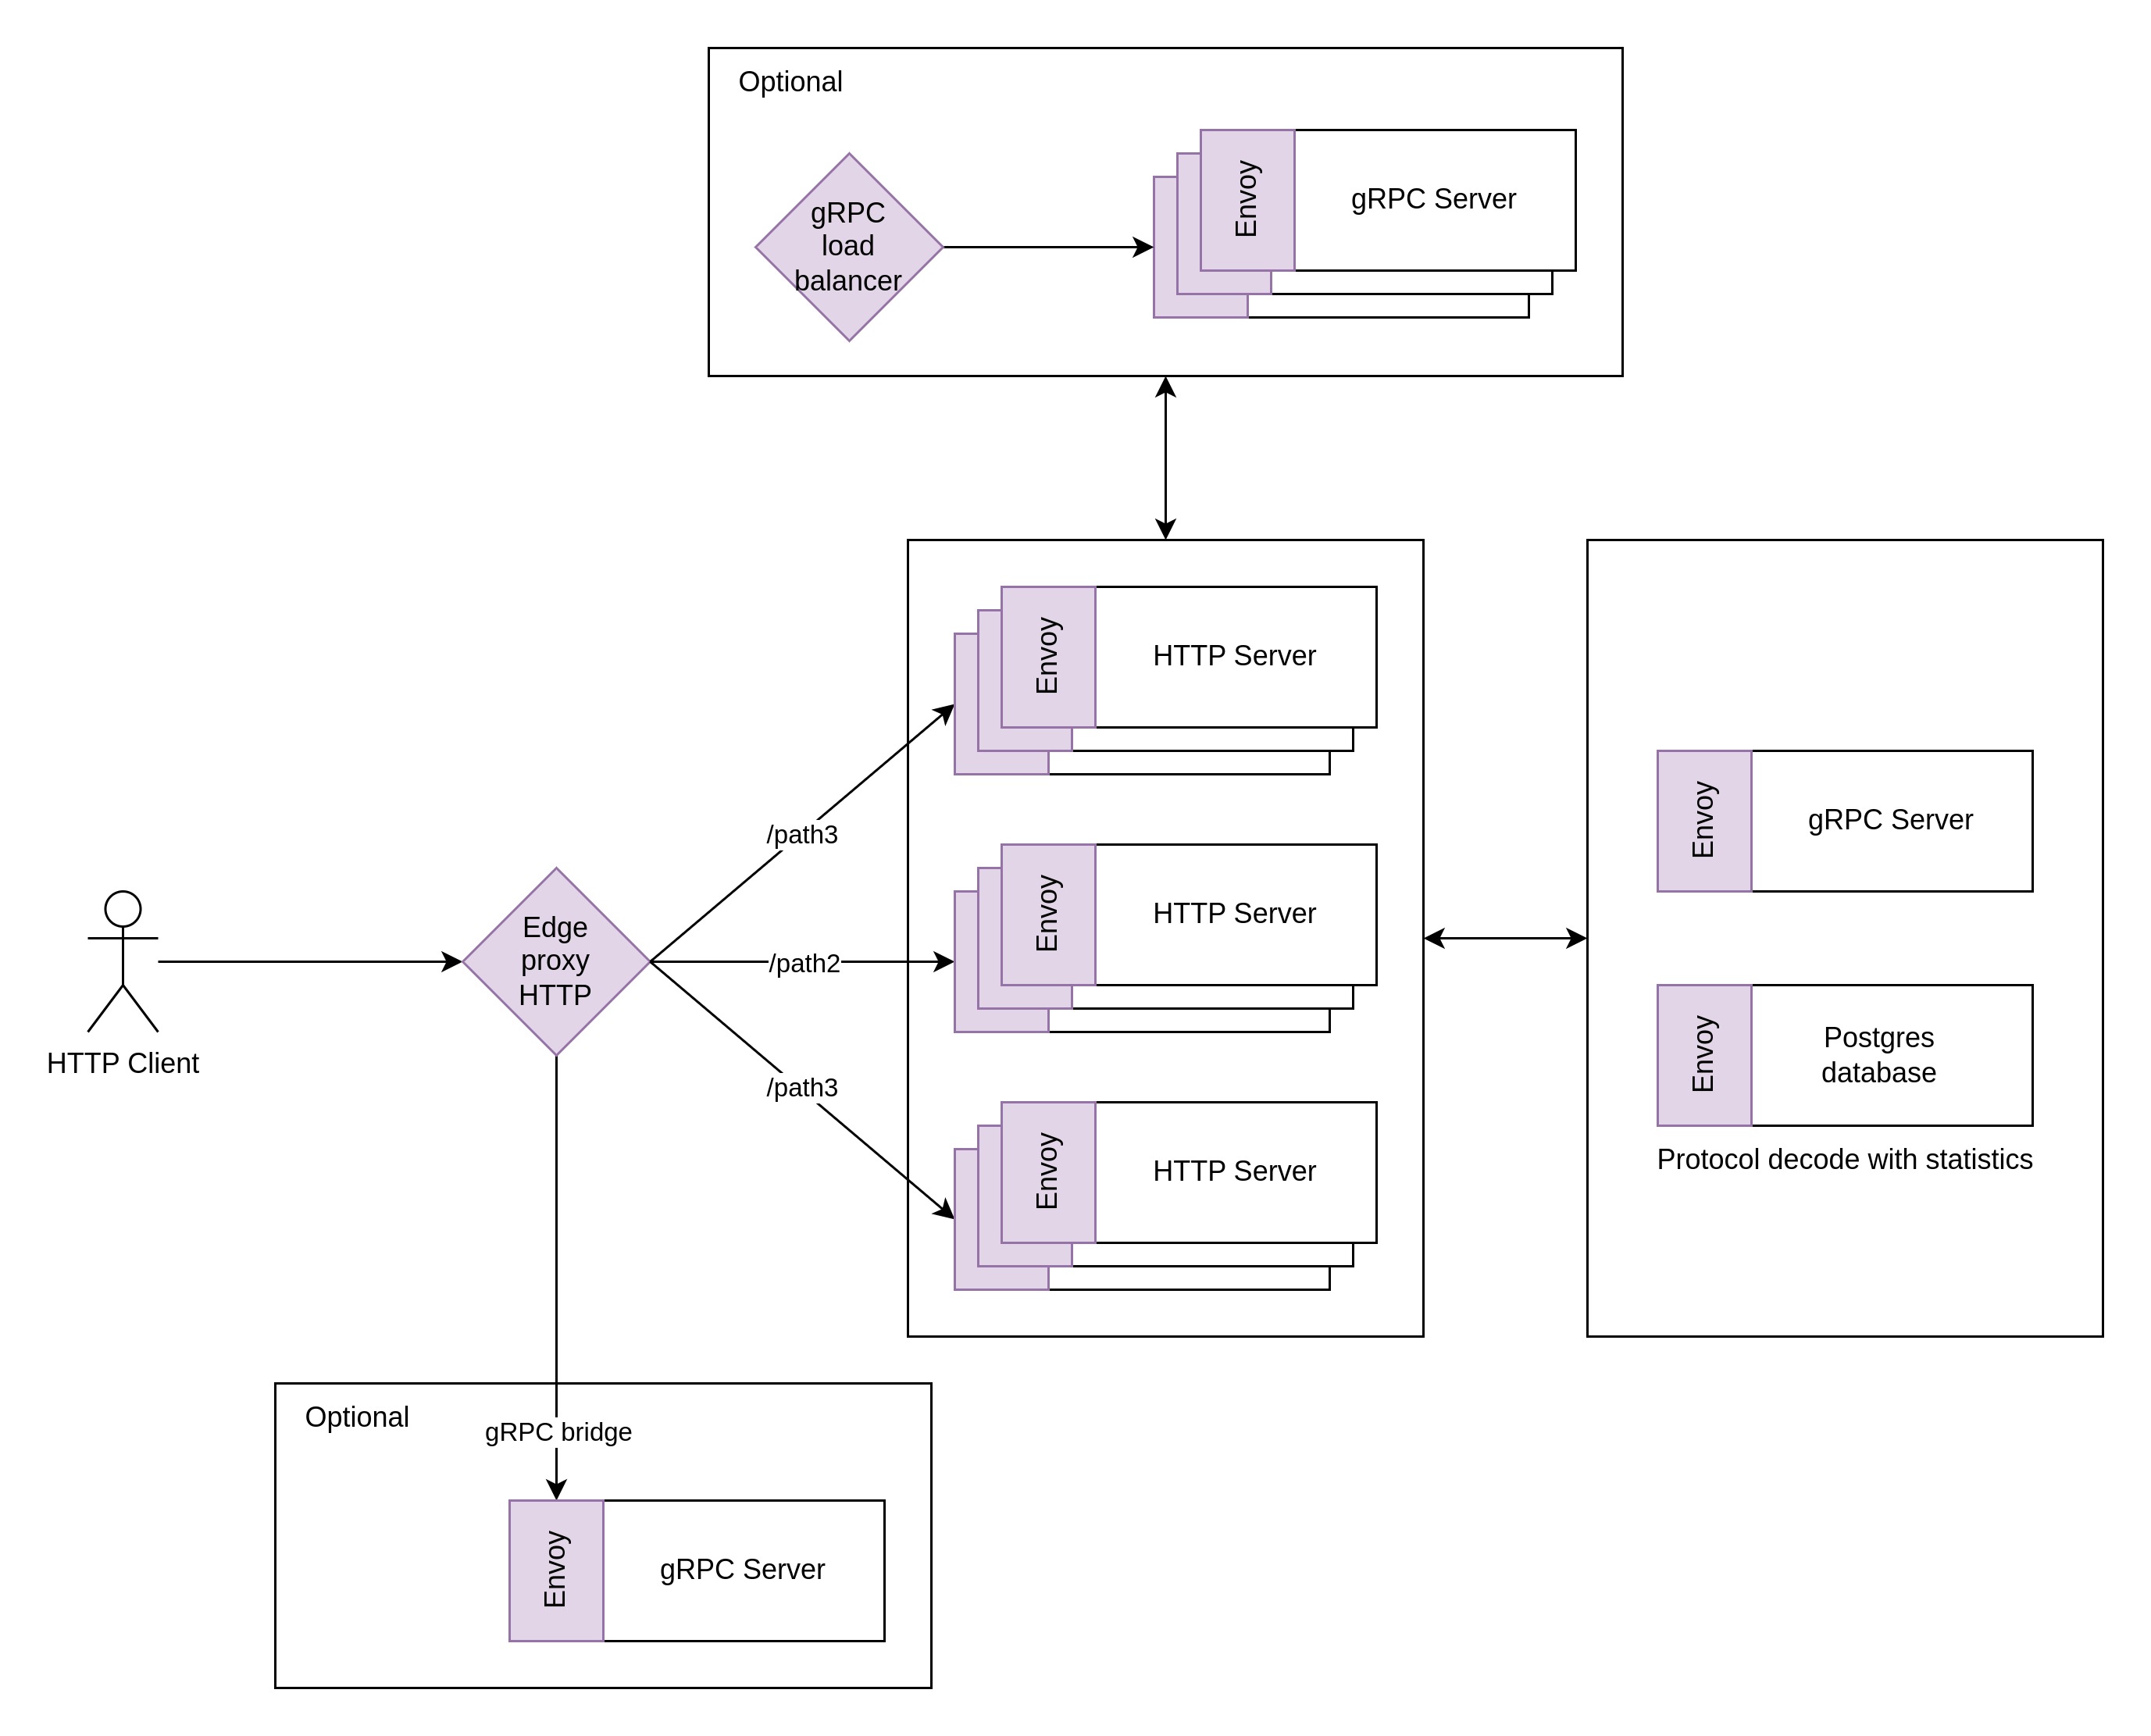 Optional
gRPC
load
balancer
Envoy
gRPC Server
Envoy
HTTP Server
/path3
Envoy
HTTP Server
/path2
Envoy
HTTP Server
/path3
Edge
proxy
HTTP
HTTP Client
Envoy
gRPC Server
Envoy
Postgres
database
Protocol decode with statistics
Optional
gRPC bridge
Envoy
gRPC Server